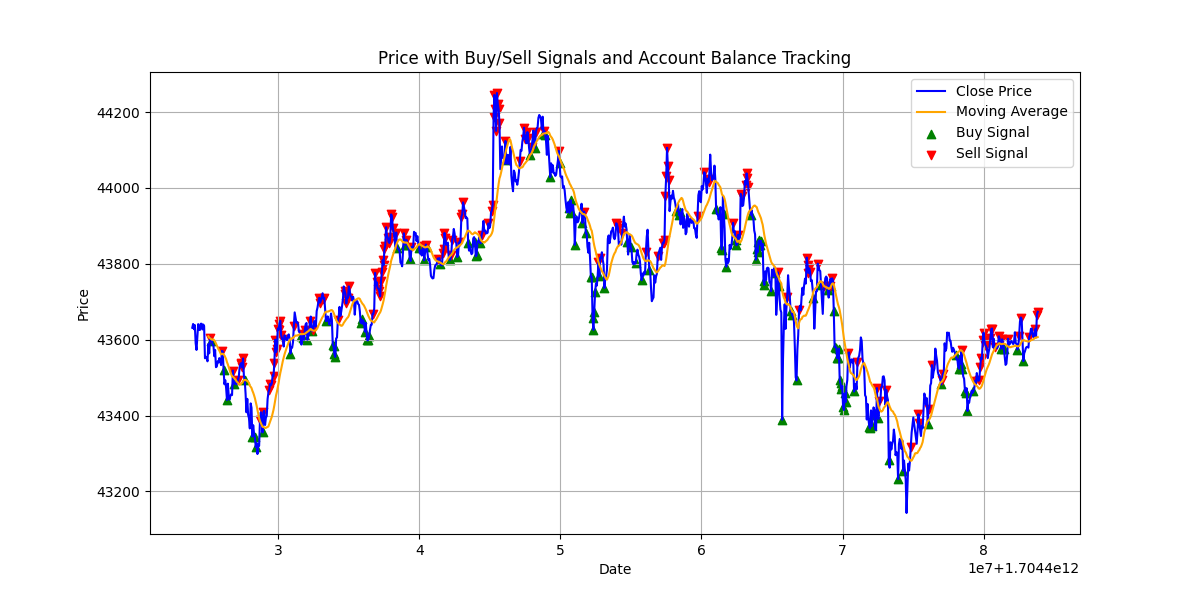 Price with Buy/Sell Signals and Account Balance Tracking
Close Price
Moving Average
Buy Signal
Sell Signal
44200
44000
43800
43600
43400
43200
Price
3 4 5 6 7 8
Date
1e7+1.7044e12